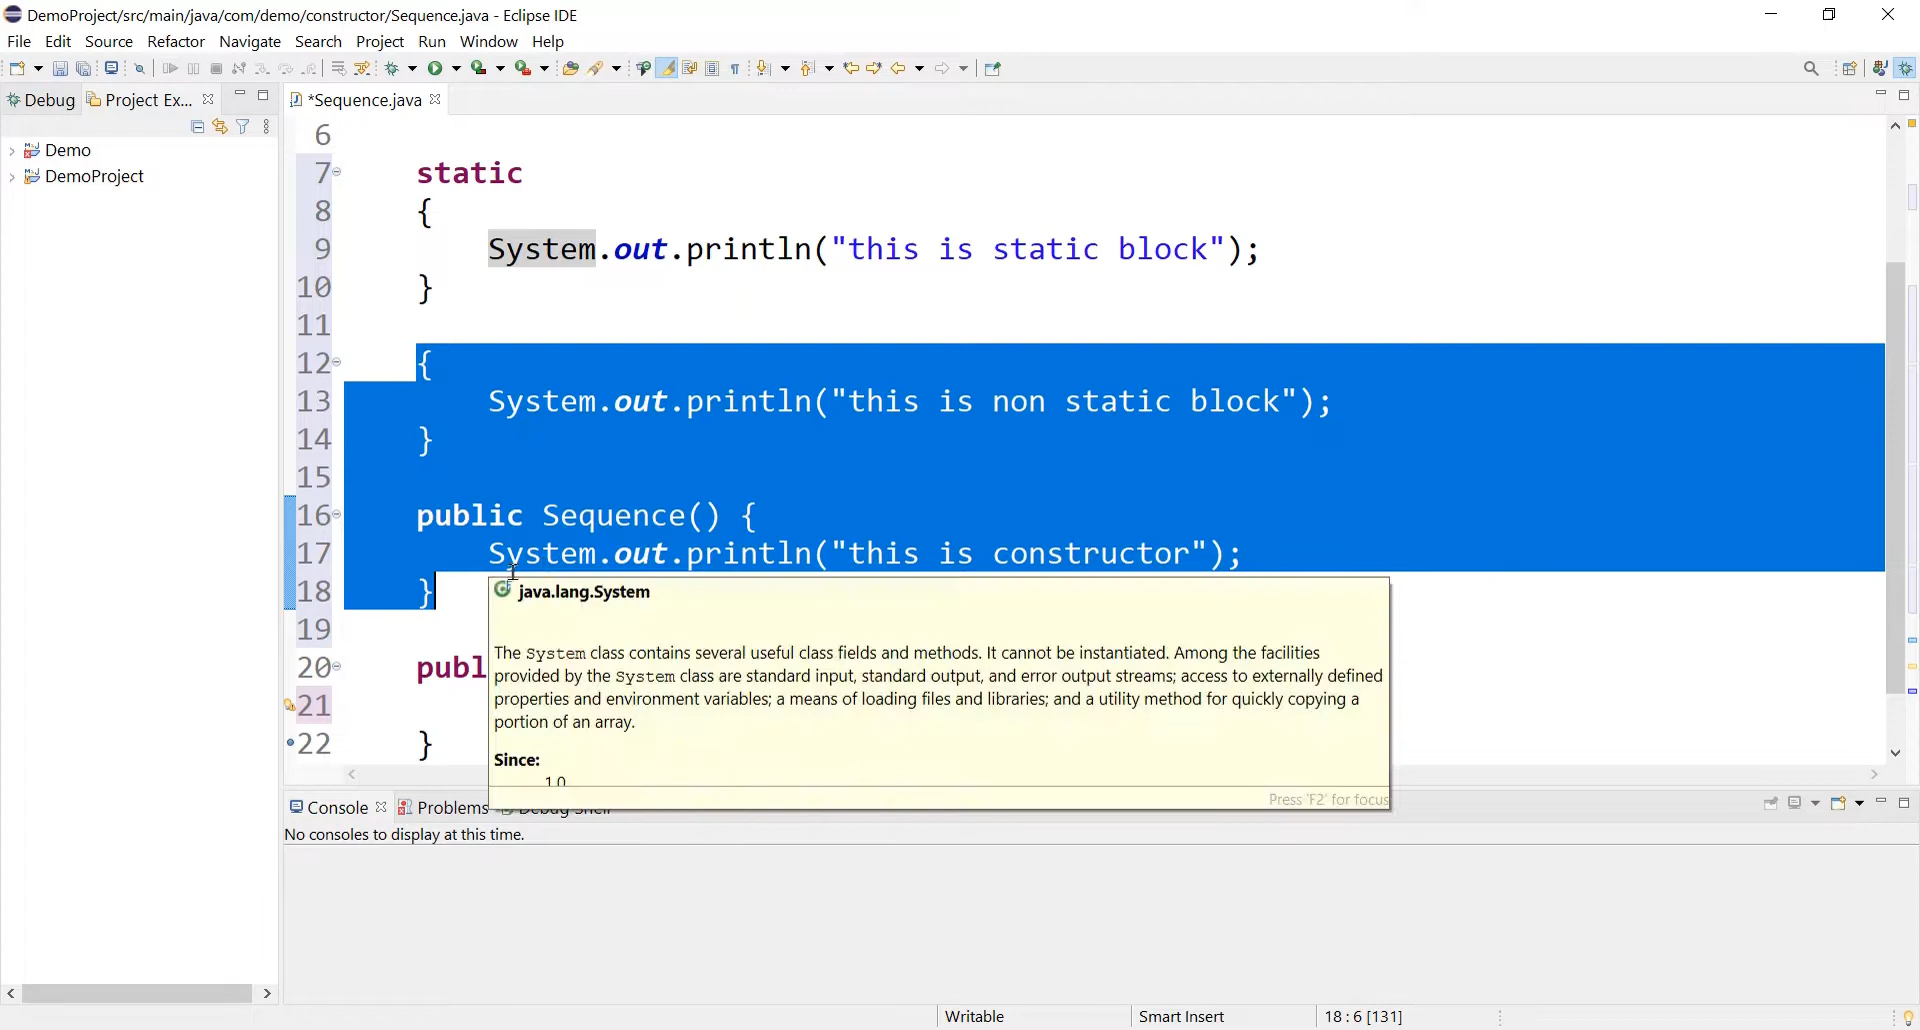 DemoProject/src/main/java/com/demo/constructor/Sequence.java - Eclipse IDE
File Edit Source Refactor Navigate Search Project Run Window Help
Debug Project Ex... *Sequence.java
Demo
DemoProject
6
7 static
8 {
9 System.out.println("this is static block");
10 }
11
12 {
13 System.out.println("this is non static block");
14 }
15
16 public Sequence() {
17 System.out.println("this is constructor");
18 }
19
20 publ
21
22 }
java.lang.System
The System class contains several useful class fields and methods. It cannot be instantiated. Among the facilities
provided by the System class are standard input, standard output, and error output streams; access to externally defined
properties and environment variables; a means of loading files and libraries; and a utility method for quickly copying a
portion of an array.
Since:
1.0
Press 'F2' for focus
Console Problems Debug Shell
No consoles to display at this time.
Writable Smart Insert 18 : 6 [131]